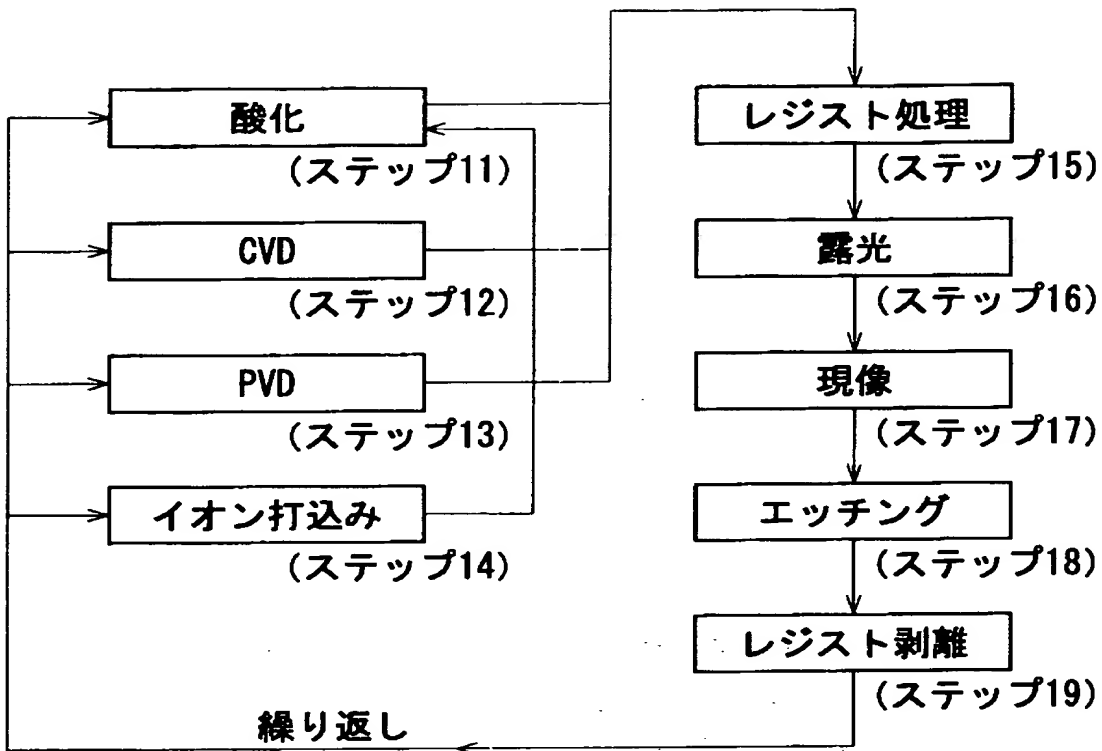 酸化
(ステップ11)
CVD
(ステップ12)
PVD
(ステップ13)
イオン打込み
(ステップ14)
レジスト処理
(ステップ15)
露光
(ステップ16)
現像
(ステップ17)
エッチング
(ステップ18)
レジスト剥離
(ステップ19)
繰り返し